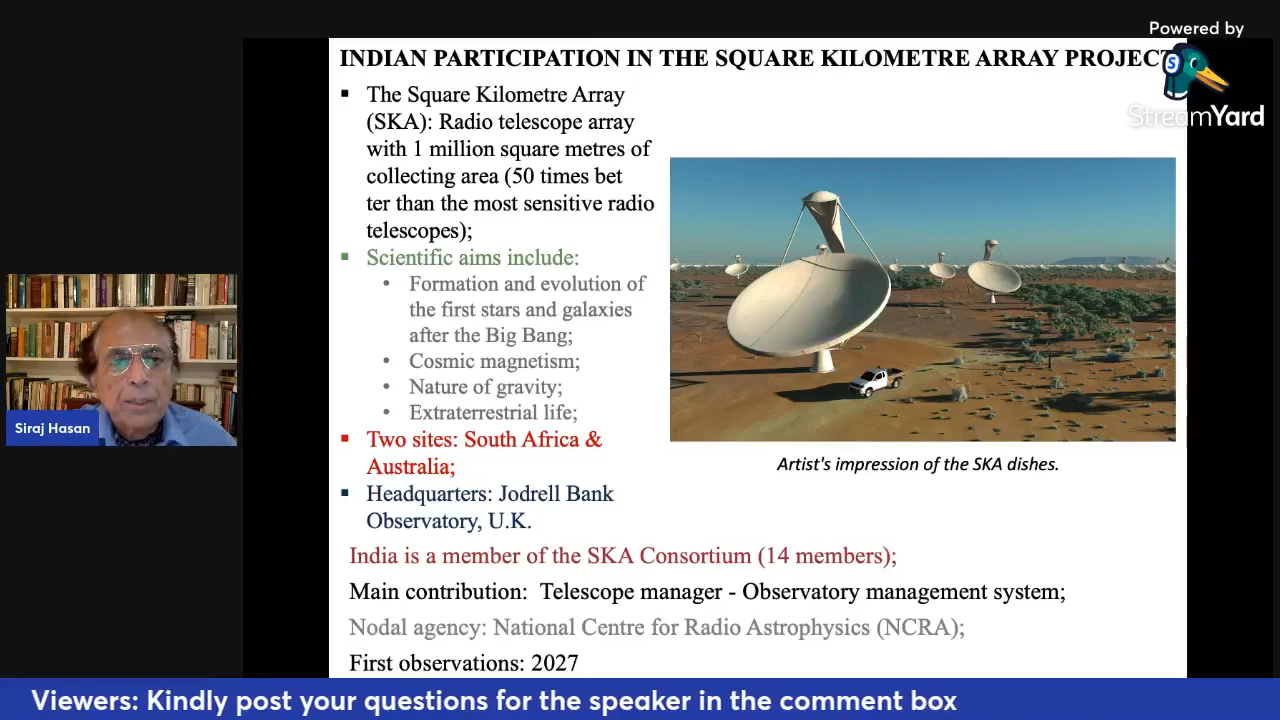 Powered by
StreamYard
INDIAN PARTICIPATION IN THE SQUARE KILOMETRE ARRAY PROJECT
▪ The Square Kilometre Array
(SKA): Radio telescope array
with 1 million square metres of
collecting area (50 times bet
ter than the most sensitive radio
telescopes);
▪ Scientific aims include:
• Formation and evolution of
the first stars and galaxies
after the Big Bang;
• Cosmic magnetism;
• Nature of gravity;
• Extraterrestrial life;
▪ Two sites: South Africa &
Australia;
▪ Headquarters: Jodrell Bank
Observatory, U.K.
Artist's impression of the SKA dishes.
India is a member of the SKA Consortium (14 members);
Main contribution: Telescope manager - Observatory management system;
Nodal agency: National Centre for Radio Astrophysics (NCRA);
First observations: 2027
Siraj Hasan
Viewers: Kindly post your questions for the speaker in the comment box